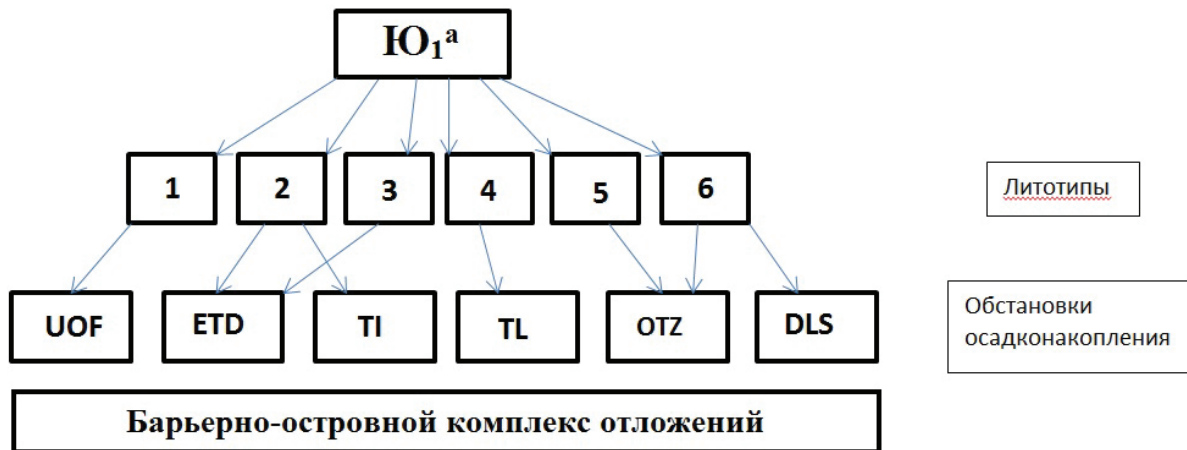 Ю₁ᵃ
1 2 3 4 5 6
Литотипы
UOF ETD TI TL OTZ DLS
Обстановки
осадконакопления
Барьерно-островной комплекс отложений